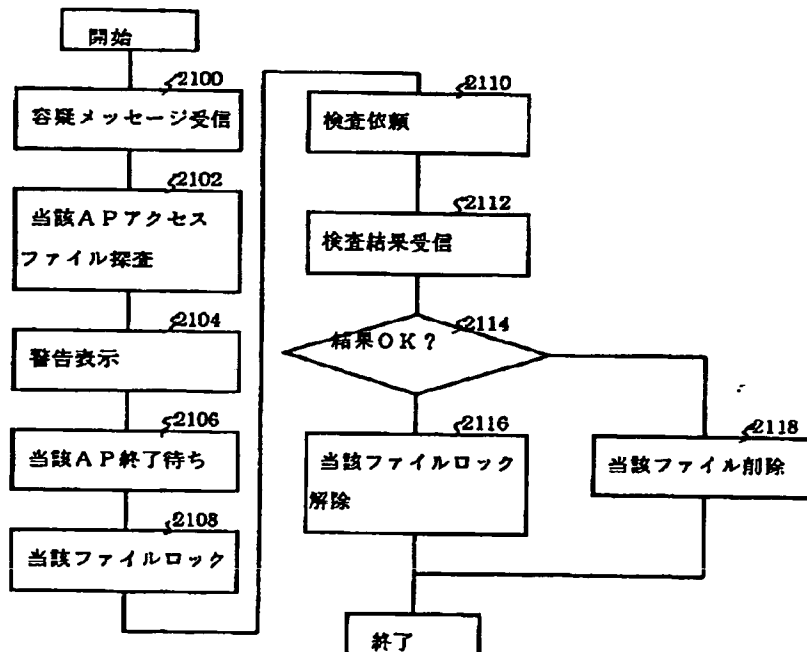 開始
2100
容疑メッセージ受信
2102
当該APアクセス
ファイル探査
2104
警告表示
2106
当該AP終了待ち
2108
当該ファイルロック
2110
検査依頼
2112
検査結果受信
2114
結果OK?
2116
当該ファイルロック
解除
2118
当該ファイル削除
終了